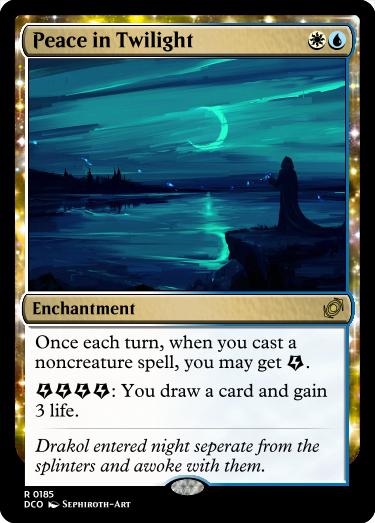 Peace in Twilight
Enchantment
Once each turn, when you cast a
noncreature spell, you may get .
: You draw a card and gain
3 life.
Drakol entered night seperate from the
splinters and awoke with them.
R 0185
DCO Sephiroth-Art